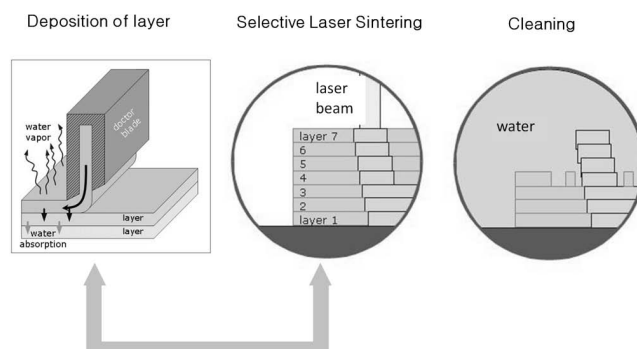 Deposition of layer
Selective Laser Sintering
Cleaning
water
vapor
doctor
blade
layer
layer
water
absorption
laser
beam
layer 7
6
5
4
3
2
layer 1
water